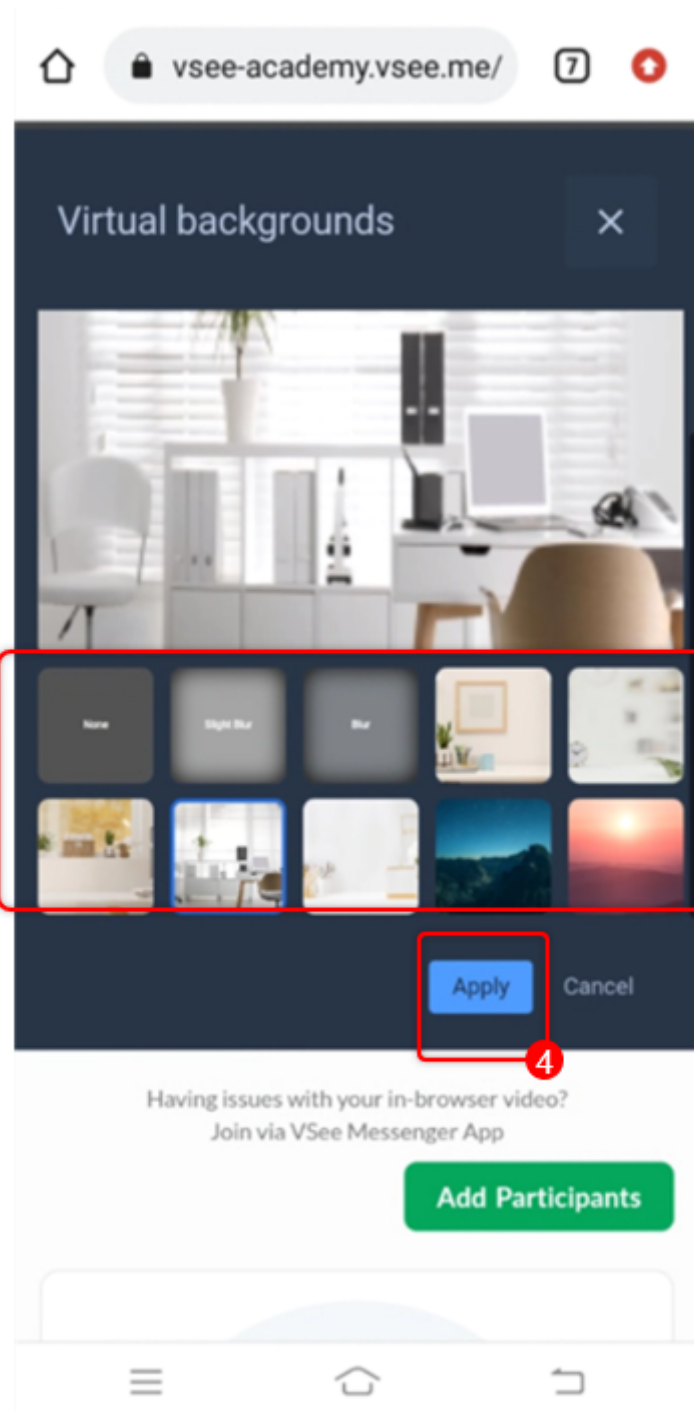 vsee-academy.vsee.me/
7
Virtual backgrounds
None
Slight Blur
Blur
Apply
Cancel
4
Having issues with your in-browser video?
Join via VSee Messenger App
Add Participants